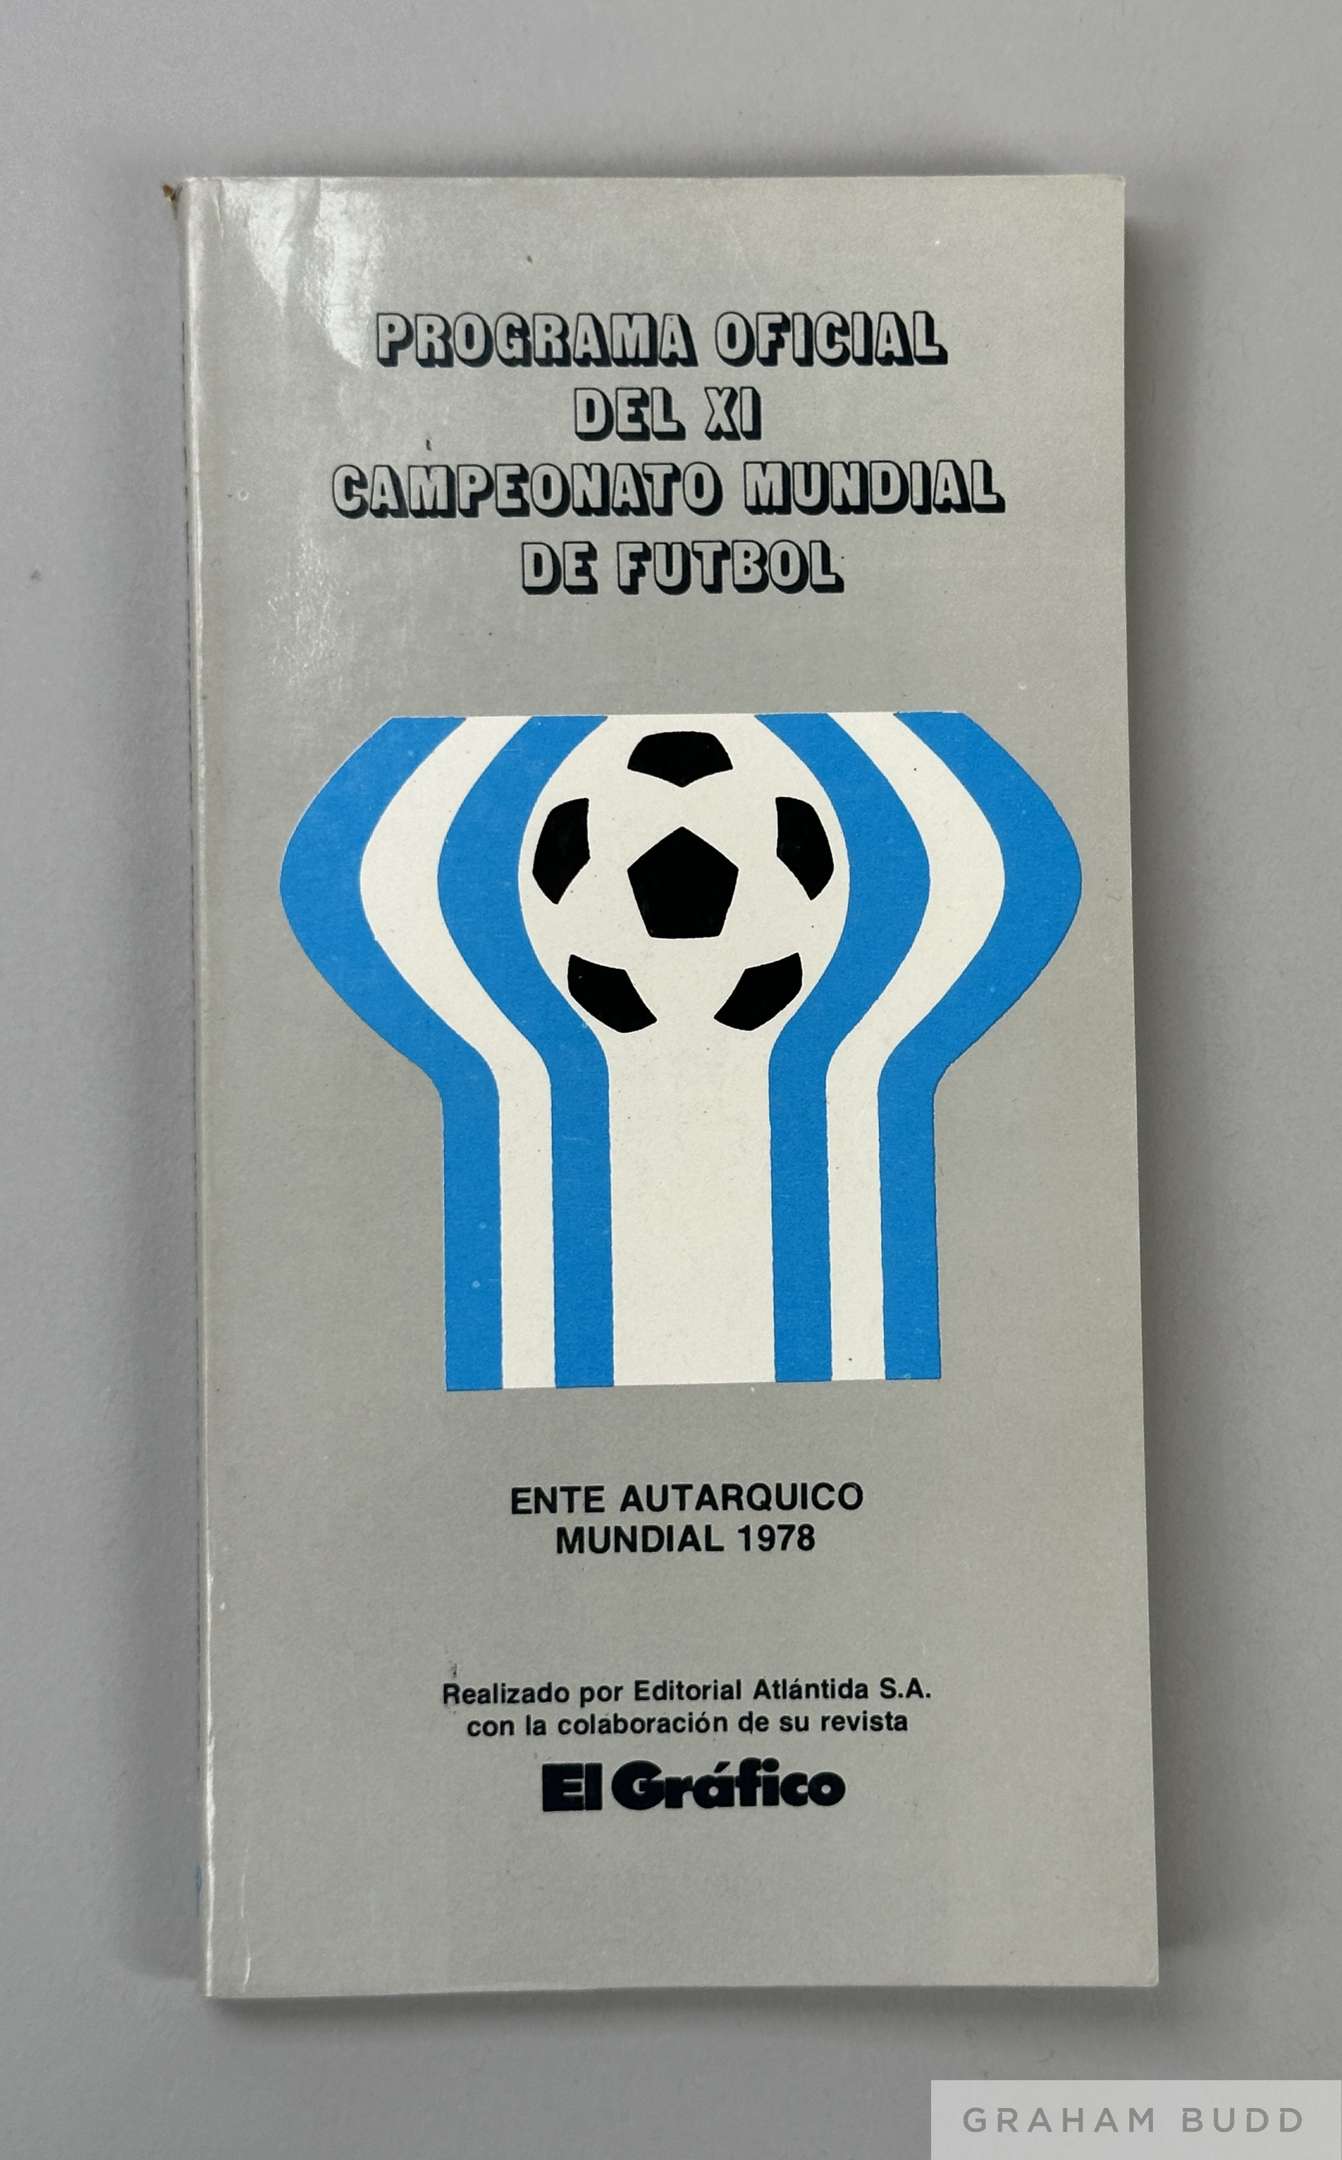 PROGRAMA OFICIAL
DEL XI
CAMPEONATO MUNDIAL
DE FUTBOL
ENTE AUTARQUICO
MUNDIAL 1978
Realizado por Editorial Atlántida S.A.
con la colaboración de su revista
El Gráfico
GRAHAM BUDD